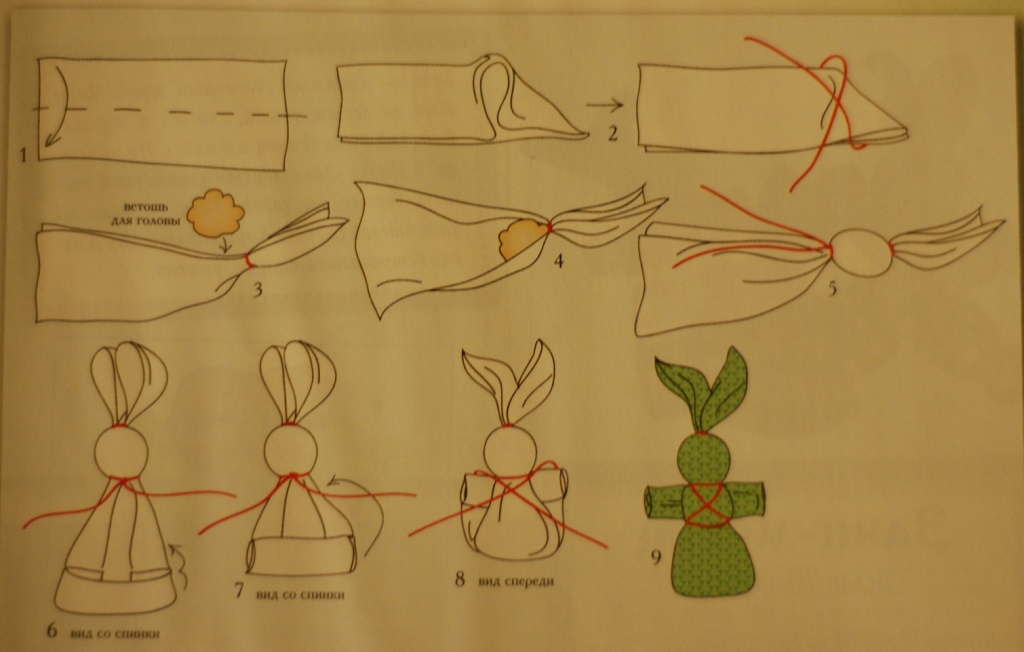 1
2
ветошь
для головы
3
4
5
6 вид со спинки
7 вид со спинки
8 вид спереди
9